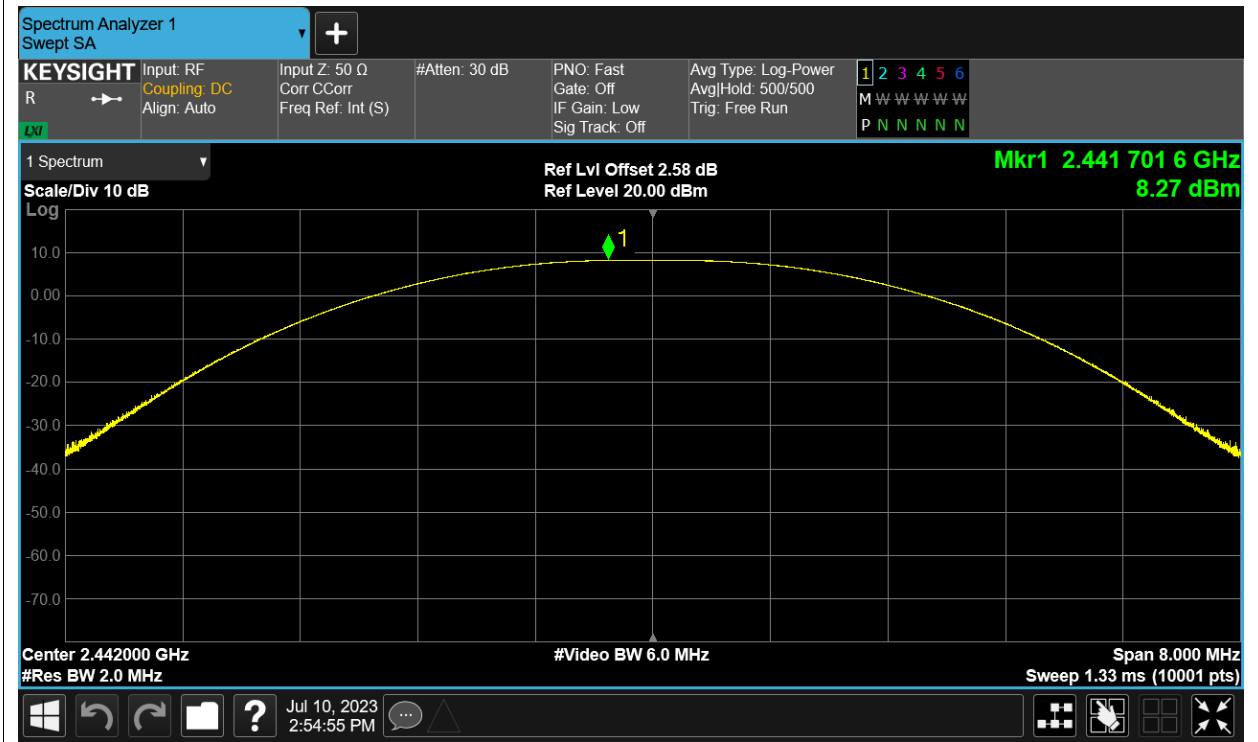 Spectrum Analyzer 1
Swept SA
KEYSIGHT
R
LXI
Input: RF
Coupling: DC
Align: Auto
Input Z: 50 Ω
Corr CCorr
Freq Ref: Int (S)
#Atten: 30 dB
PNO: Fast
Gate: Off
IF Gain: Low
Sig Track: Off
Avg Type: Log-Power
Avg|Hold: 500/500
Trig: Free Run
1 2 3 4 5 6
M W W W W W
P N N N N N
1 Spectrum
Scale/Div 10 dB
Log
Ref Lvl Offset 2.58 dB
Ref Level 20.00 dBm
Mkr1 2.441 701 6 GHz
8.27 dBm
1
10.0
0.00
-10.0
-20.0
-30.0
-40.0
-50.0
-60.0
-70.0
Center 2.442000 GHz
#Res BW 2.0 MHz
#Video BW 6.0 MHz
Span 8.000 MHz
Sweep 1.33 ms (10001 pts)
?
Jul 10, 2023
2:54:55 PM